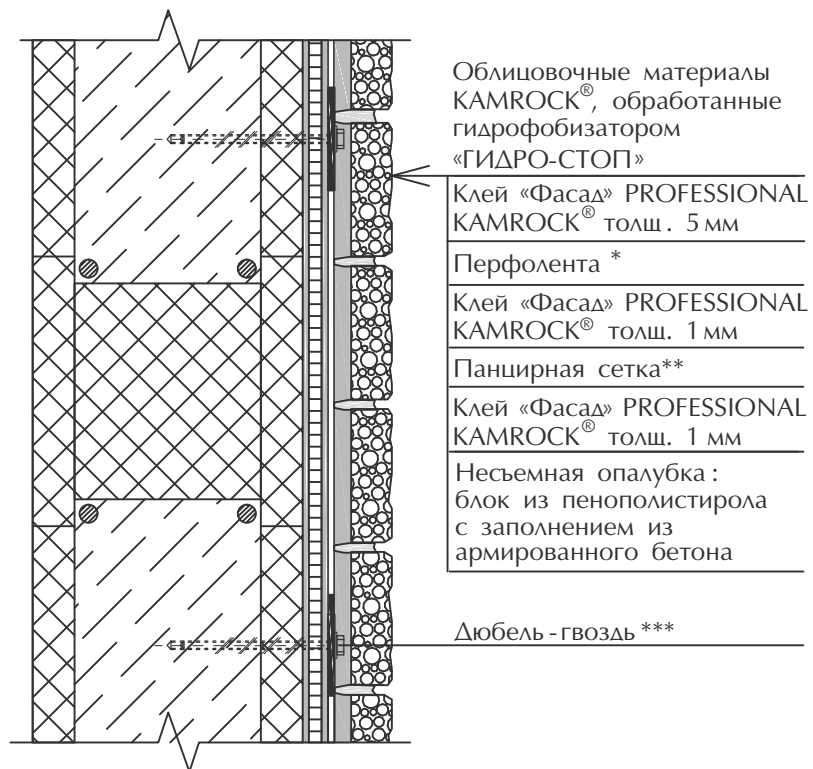 Облицовочные материалы
KAMROCK®, обработанные
гидрофобизатором
«ГИДРО-СТОП»
Клей «Фасад» PROFESSIONAL
KAMROCK® толщ. 5 мм
Перфолента *
Клей «Фасад» PROFESSIONAL
KAMROCK® толщ. 1 мм
Панцирная сетка**
Клей «Фасад» PROFESSIONAL
KAMROCK® толщ. 1 мм
Несъемная опалубка :
блок из пенополистирола
с заполнением из
армированного бетона
Дюбель - гвоздь ***